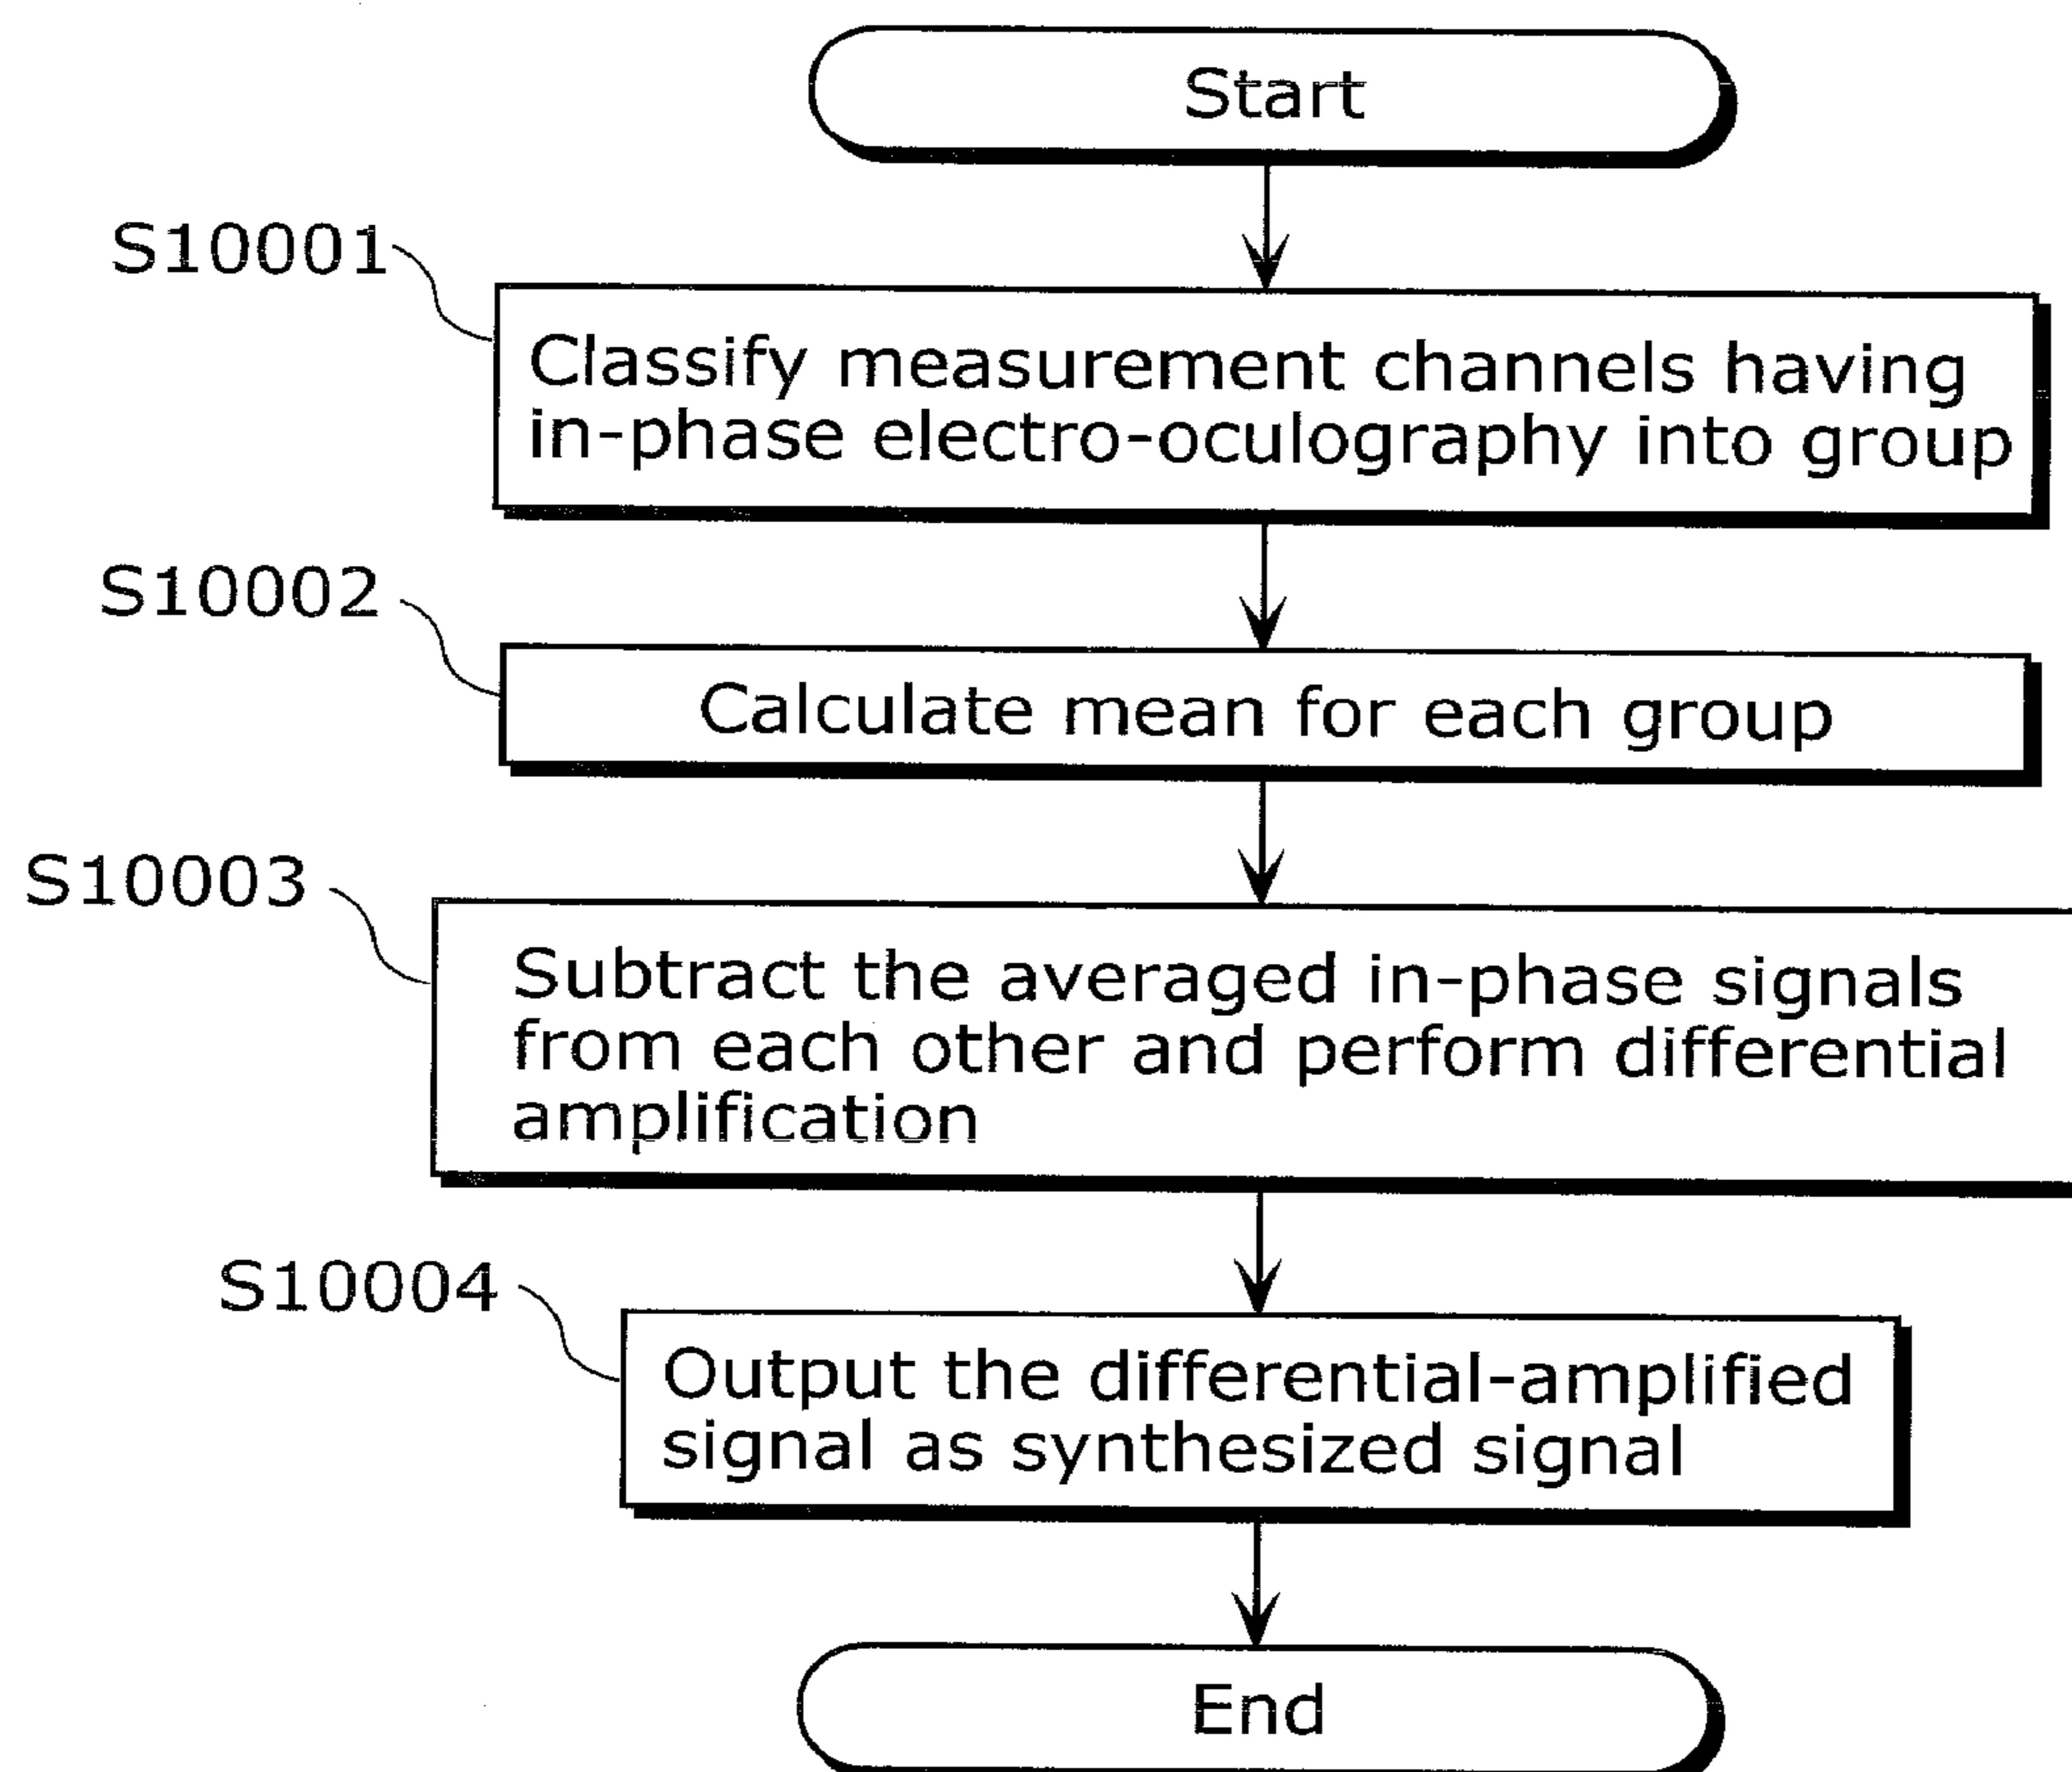 Start
S10001
Classify measurement channels having
in-phase electro-oculography into group
S10002
Calculate mean for each group
S10003
Subtract the averaged in-phase signals
from each other and perform differential
amplification
S10004
Output the differential-amplified
signal as synthesized signal
End